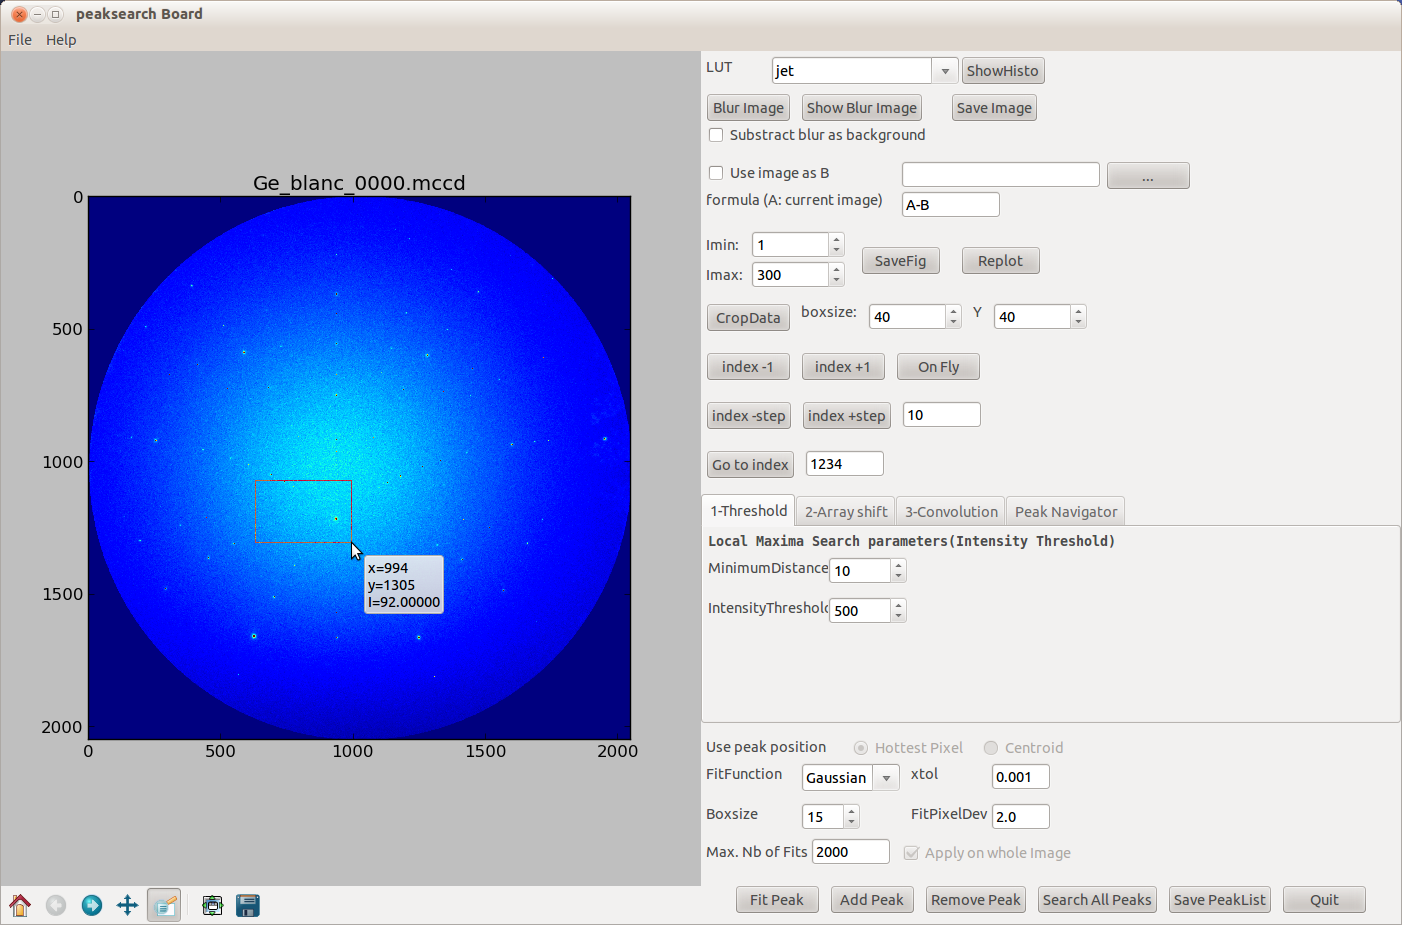 peaksearch Board
File Help
LUT jet ShowHisto
Blur Image Show Blur Image Save Image
Substract blur as background
Use image as B ...
formula (A: current image) A-B
Imin: 1
SaveFig Replot
Imax: 300
CropData boxsize: 40 Y 40
index -1 index +1 On Fly
index -step index +step 10
Go to index 1234
1-Threshold 2-Array shift 3-Convolution Peak Navigator
Local Maxima Search parameters(Intensity Threshold)
MinimumDistance 10
IntensityThreshold 500
Use peak position Hottest Pixel Centroid
FitFunction Gaussian xtol 0.001
Boxsize 15 FitPixelDev 2.0
Max. Nb of Fits 2000 Apply on whole Image
Fit Peak Add Peak Remove Peak Search All Peaks Save PeakList Quit
Ge_blanc_0000.mccd
0
500
1000
1500
2000
0 500 1000 1500 2000
x=994
y=1305
I=92.00000